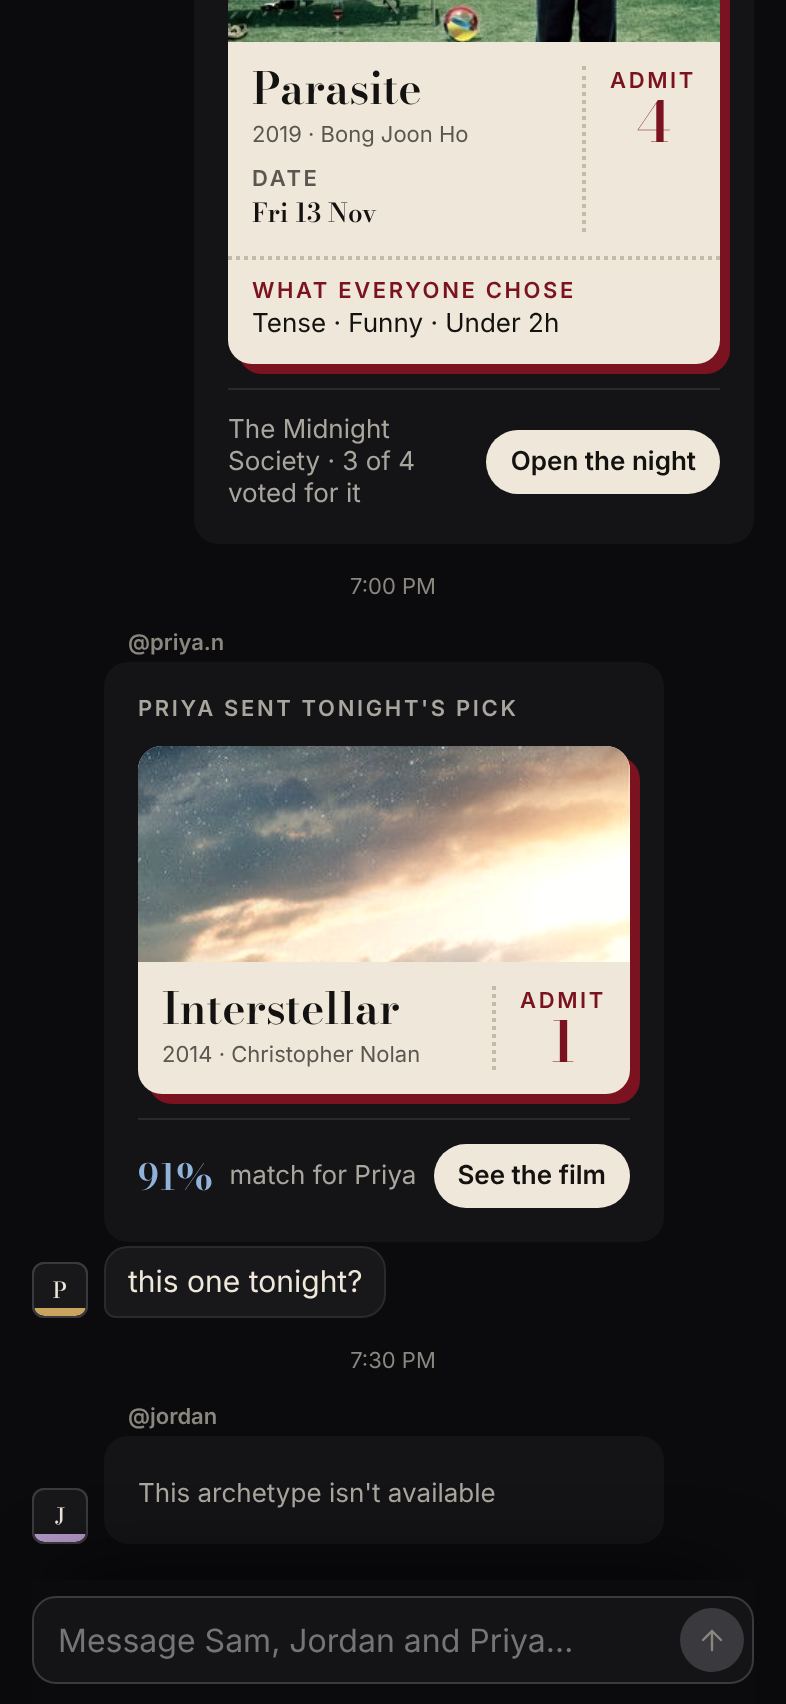 Parasite
2019 · Bong Joon Ho
ADMIT
4
DATE
Fri 13 Nov
WHAT EVERYONE CHOSE
Tense · Funny · Under 2h
The Midnight
Society · 3 of 4
voted for it
Open the night
7:00 PM
@priya.n
PRIYA SENT TONIGHT'S PICK
Interstellar
2014 · Christopher Nolan
ADMIT
1
91% match for Priya
See the film
P
this one tonight?
7:30 PM
@jordan
This archetype isn't available
J
Message Sam, Jordan and Priya...